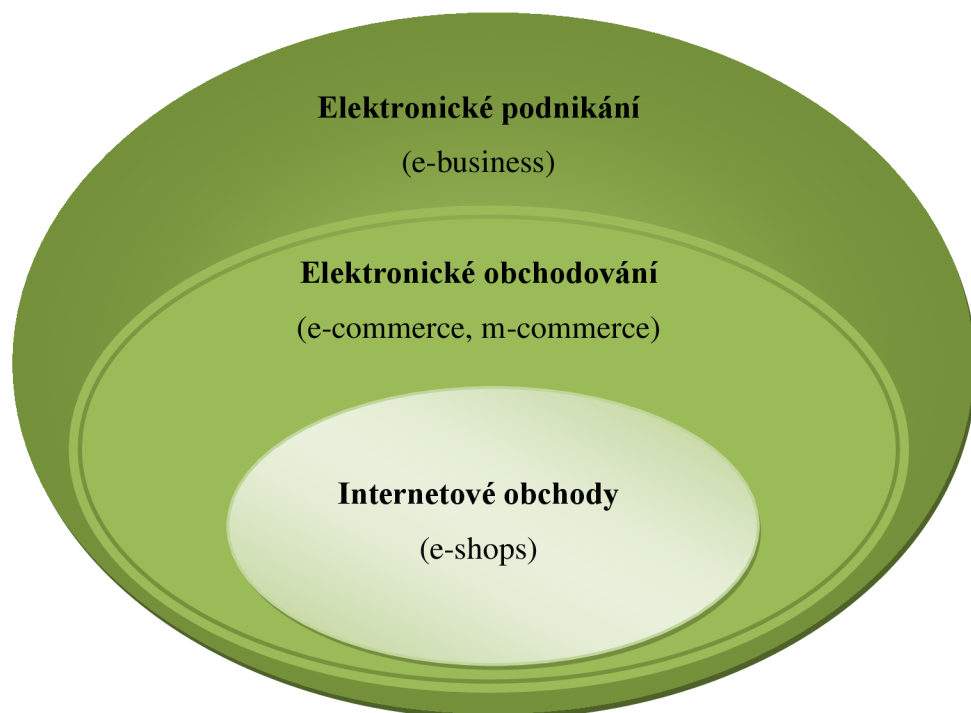 Elektronické podnikání
(e-business)
Elektronické obchodování
(e-commerce, m-commerce)
Internetové obchody
(e-shops)